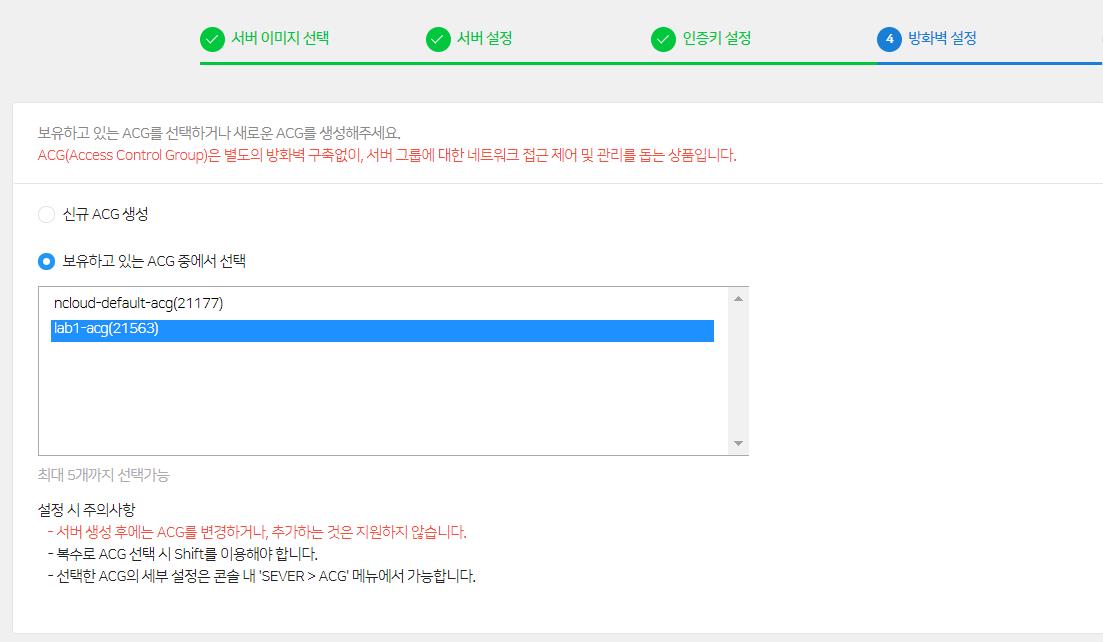 서버 이미지 선택
서버 설정
인증키 설정
4 방화벽 설정
보유하고 있는 ACG를 선택하거나 새로운 ACG를 생성해주세요.
ACG(Access Control Group)은 별도의 방화벽 구축없이, 서버 그룹에 대한 네트워크 접근 제어 및 관리를 돕는 상품입니다.
신규 ACG 생성
보유하고 있는 ACG 중에서 선택
ncloud-default-acg(21177)
lab1-acg(21563)
최대 5개까지 선택가능
설정 시 주의사항
- 서버 생성 후에는 ACG를 변경하거나, 추가하는 것은 지원하지 않습니다.
- 복수로 ACG 선택 시 Shift를 이용해야 합니다.
- 선택한 ACG의 세부 설정은 콘솔 내 'SEVER > ACG' 메뉴에서 가능합니다.